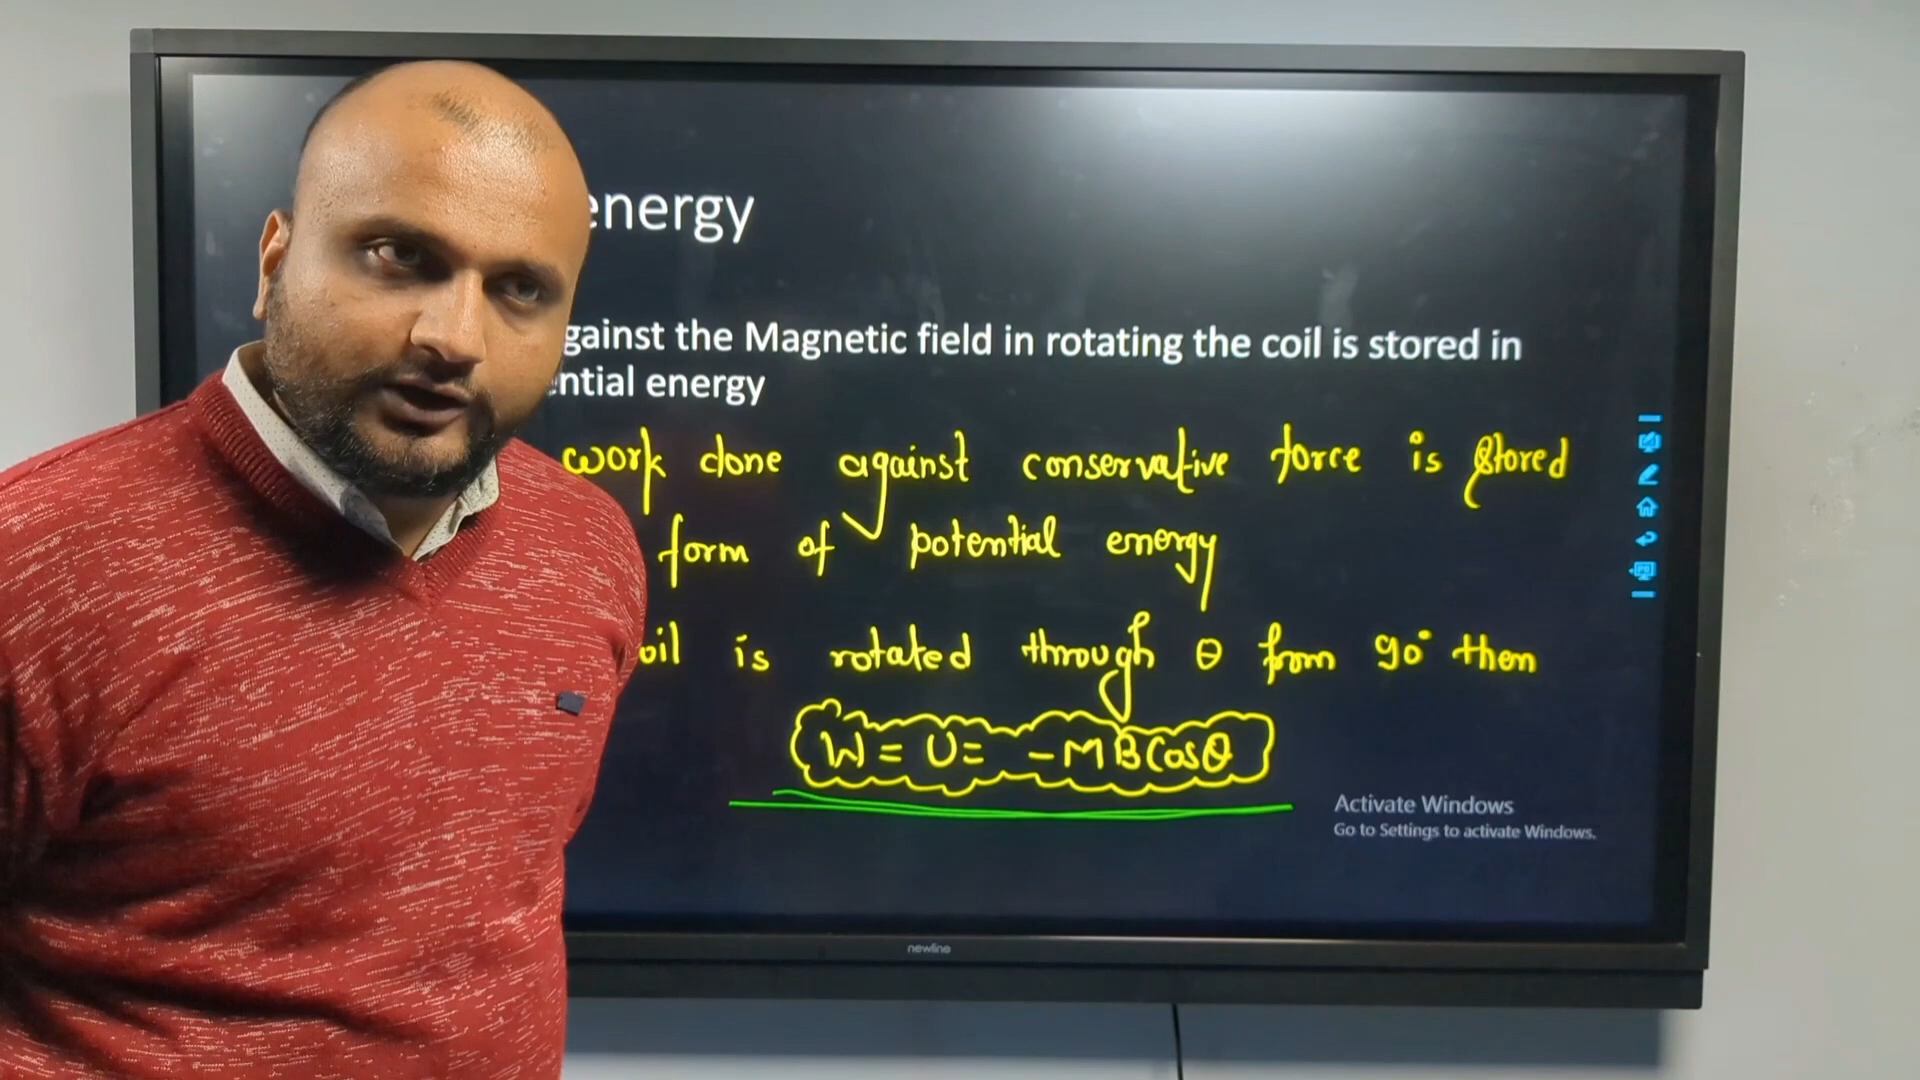 energy
against the Magnetic field in rotating the coil is stored in
ential energy
work done against conservative force is stored
form of potential energy
oil is rotated through θ from 90° then
W = U = -MBCosθ
Activate Windows
Go to Settings to activate Windows.
newline